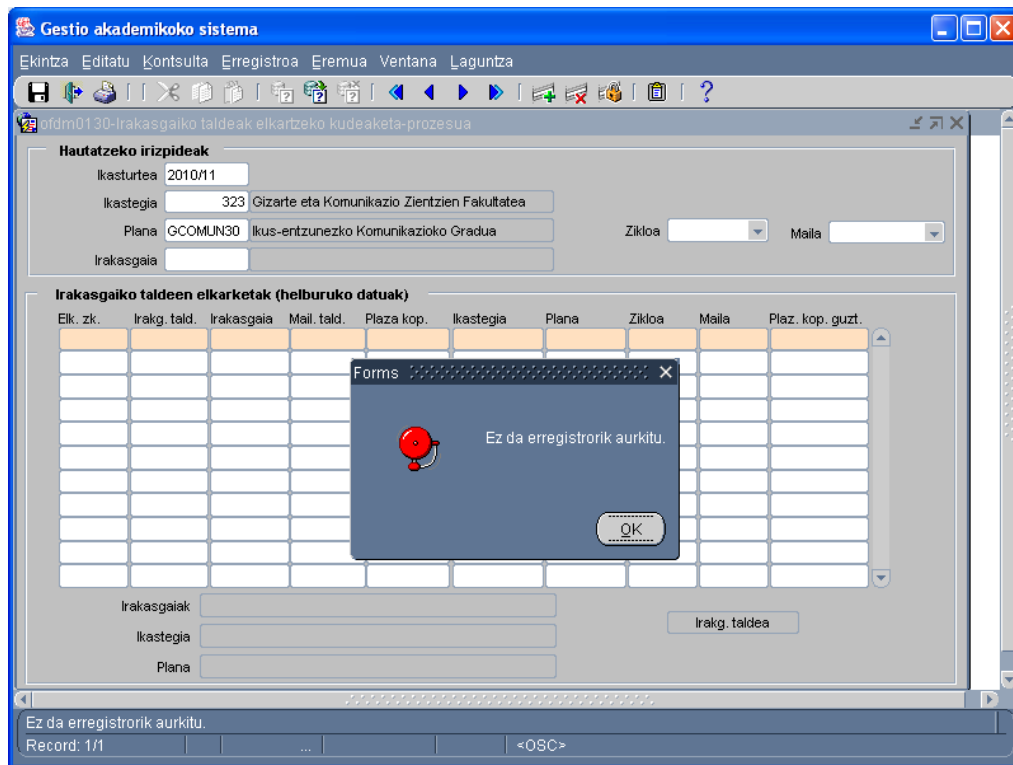 Gestio akademikoko sistema
Ekintza Editatu Kontsulta Erregistroa Eremua Ventana Laguntza
ofdm0130-Irakasgaiko taldeak elkartzeko kudeaketa-prozesua
Hautatzeko irizpideak
Ikasturtea 2010/11
Ikastegia 323 Gizarte eta Komunikazio Zientzien Fakultatea
Plana GCOMUN30 Ikus-entzunezko Komunikazioko Gradua Zikloa Maila
Irakasgaia
Irakasgaiko taldeen elkarketak (helburuko datuak)
Elk. zk. Irakg. tald. Irakasgaia Mail. tald. Plaza kop. Ikastegia Plana Zikloa Maila Plaz. kop. guzt.
Forms
Ez da erregistrorik aurkitu.
OK
Irakasgaiak
Irakg. taldea
Ikastegia
Plana
Ez da erregistrorik aurkitu.
Record: 1/1 ... <OSC>